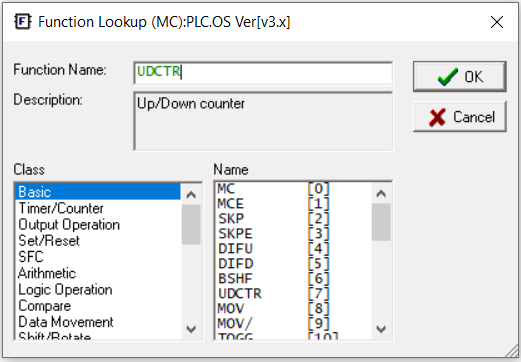 Function Lookup (MC):PLC.OS Ver[v3.x]
Function Name: UDCTR
OK
Description: Up/Down counter
Cancel
Class
Basic
Timer/Counter
Output Operation
Set/Reset
SFC
Arithmetic
Logic Operation
Compare
Data Movement
Shift/Rotate
Name
MC [0]
MCE [1]
SKP [2]
SKPE [3]
DIFU [4]
DIFD [5]
BSHF [6]
UDCTR [7]
MOV [8]
MOV/ [9]
TOGG [10]